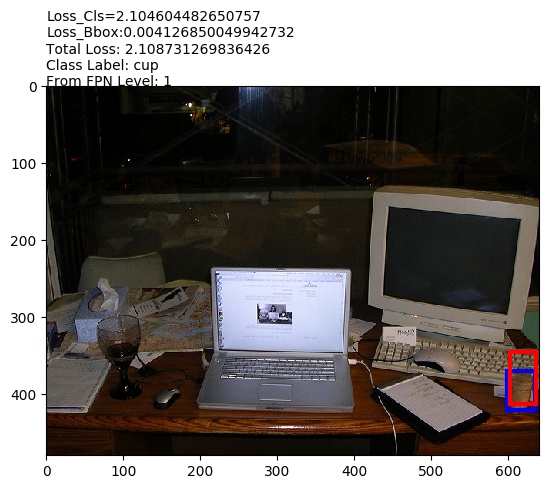 Loss_Cls=2.104604482650757
Loss_Bbox:0.004126850049942732
Total Loss: 2.108731269836426
Class Label: cup
From FPN Level: 1
0
100
200
300
400
0 100 200 300 400 500 600